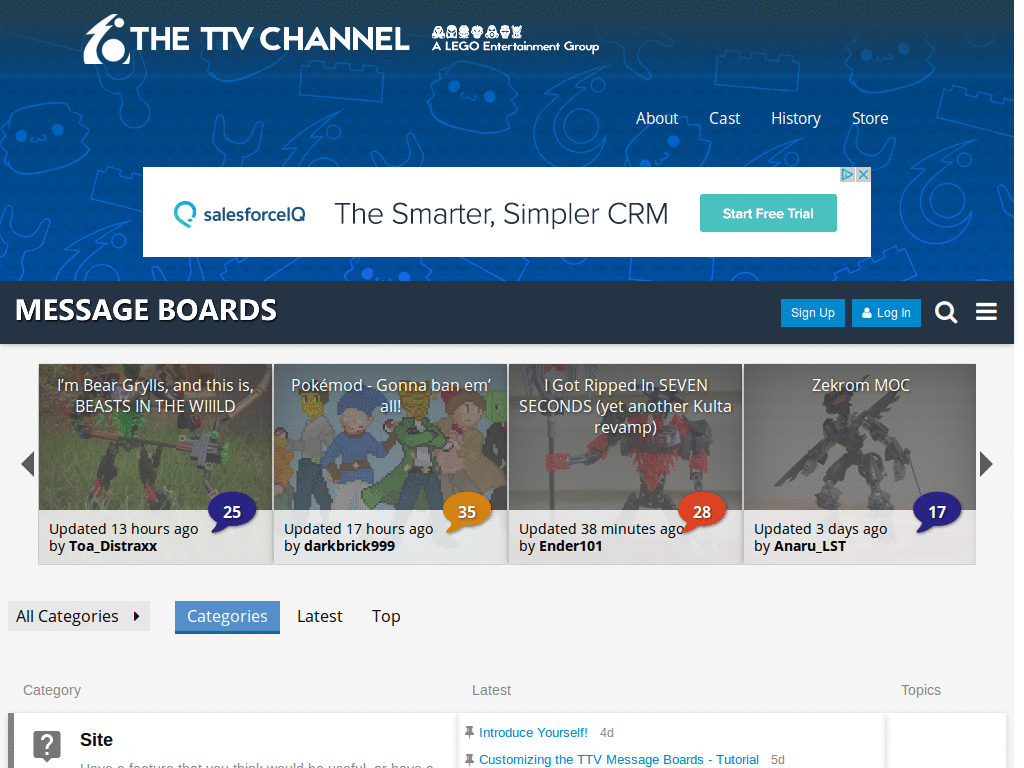 THE TTV CHANNEL
A LEGO Entertainment Group
About Cast History Store
salesforceIQ The Smarter, Simpler CRM Start Free Trial
MESSAGE BOARDS
Sign Up Log In
I'm Bear Grylls, and this is,
BEASTS IN THE WIIILD
25
Updated 13 hours ago
by Toa_Distraxx
Pokémod - Gonna ban em'
all!
35
Updated 17 hours ago
by darkbrick999
I Got Ripped In SEVEN
SECONDS (yet another Kulta
revamp)
28
Updated 38 minutes ago
by Ender101
Zekrom MOC
17
Updated 3 days ago
by Anaru_LST
All Categories Categories Latest Top
Category Latest Topics
Site
Introduce Yourself! 4d
Customizing the TTV Message Boards - Tutorial 5d
Have a feature that you think would be useful, or have a